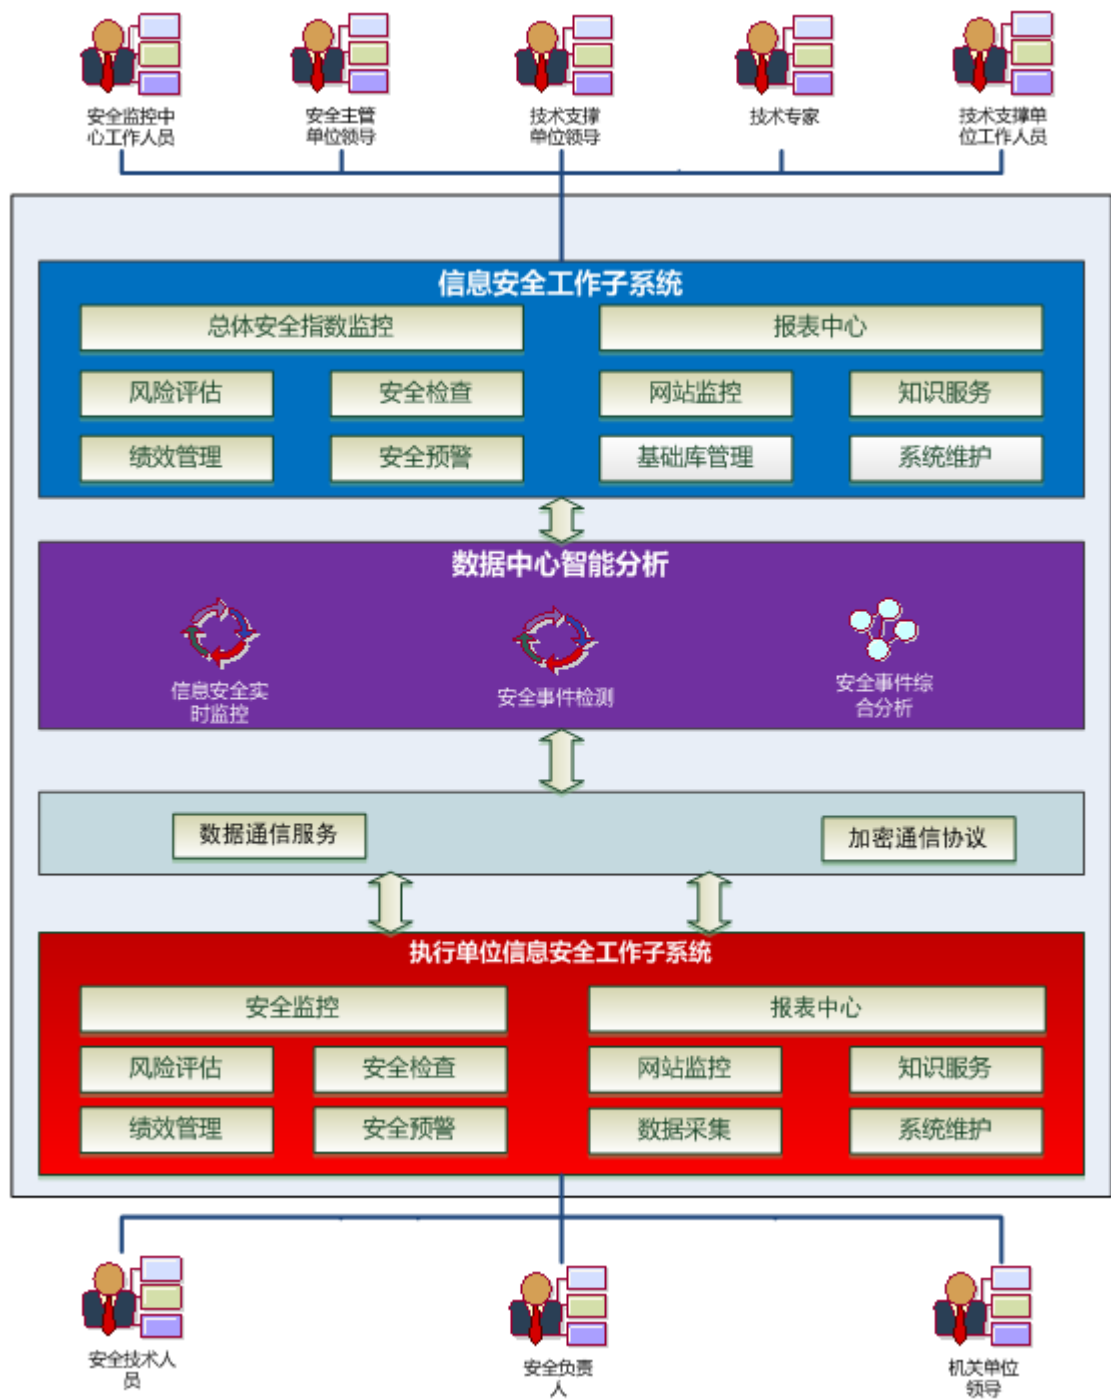 安全监控中
心工作人员
安全主管
单位领导
技术支撑
单位领导
技术专家
技术支撑单
位工作人员
信息安全工作子系统
总体安全指数监控
报表中心
风险评估
安全检查
网站监控
知识服务
绩效管理
安全预警
基础库管理
系统维护
数据中心智能分析
信息安全实
时监控
安全事件检测
安全事件综
合分析
数据通信服务
加密通信协议
执行单位信息安全工作子系统
安全监控
报表中心
风险评估
安全检查
网站监控
知识服务
绩效管理
安全预警
数据采集
系统维护
安全技术人
员
安全负责
人
机关单位
领导